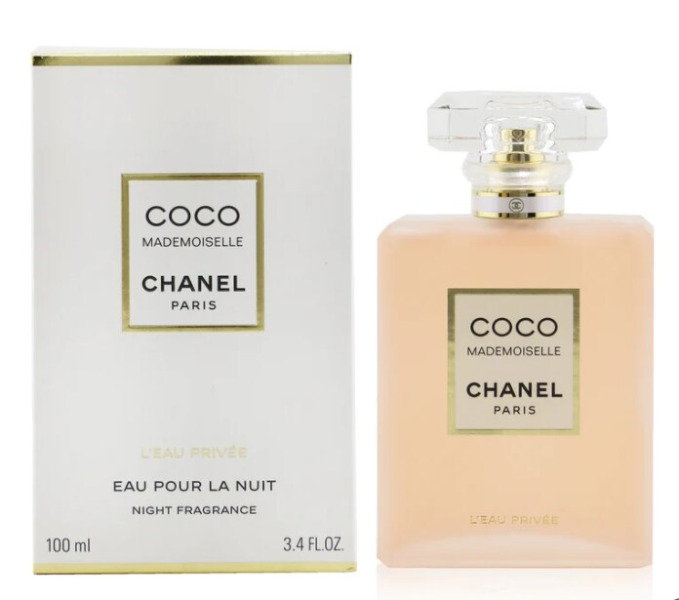 COCO
MADEMOISELLE
CHANEL
PARIS
L'EAU PRIVÉE
EAU POUR LA NUIT
NIGHT FRAGRANCE
100 ml
3.4 FL.OZ.
COCO
MADEMOISELLE
CHANEL
PARIS
L'EAU PRIVÉE